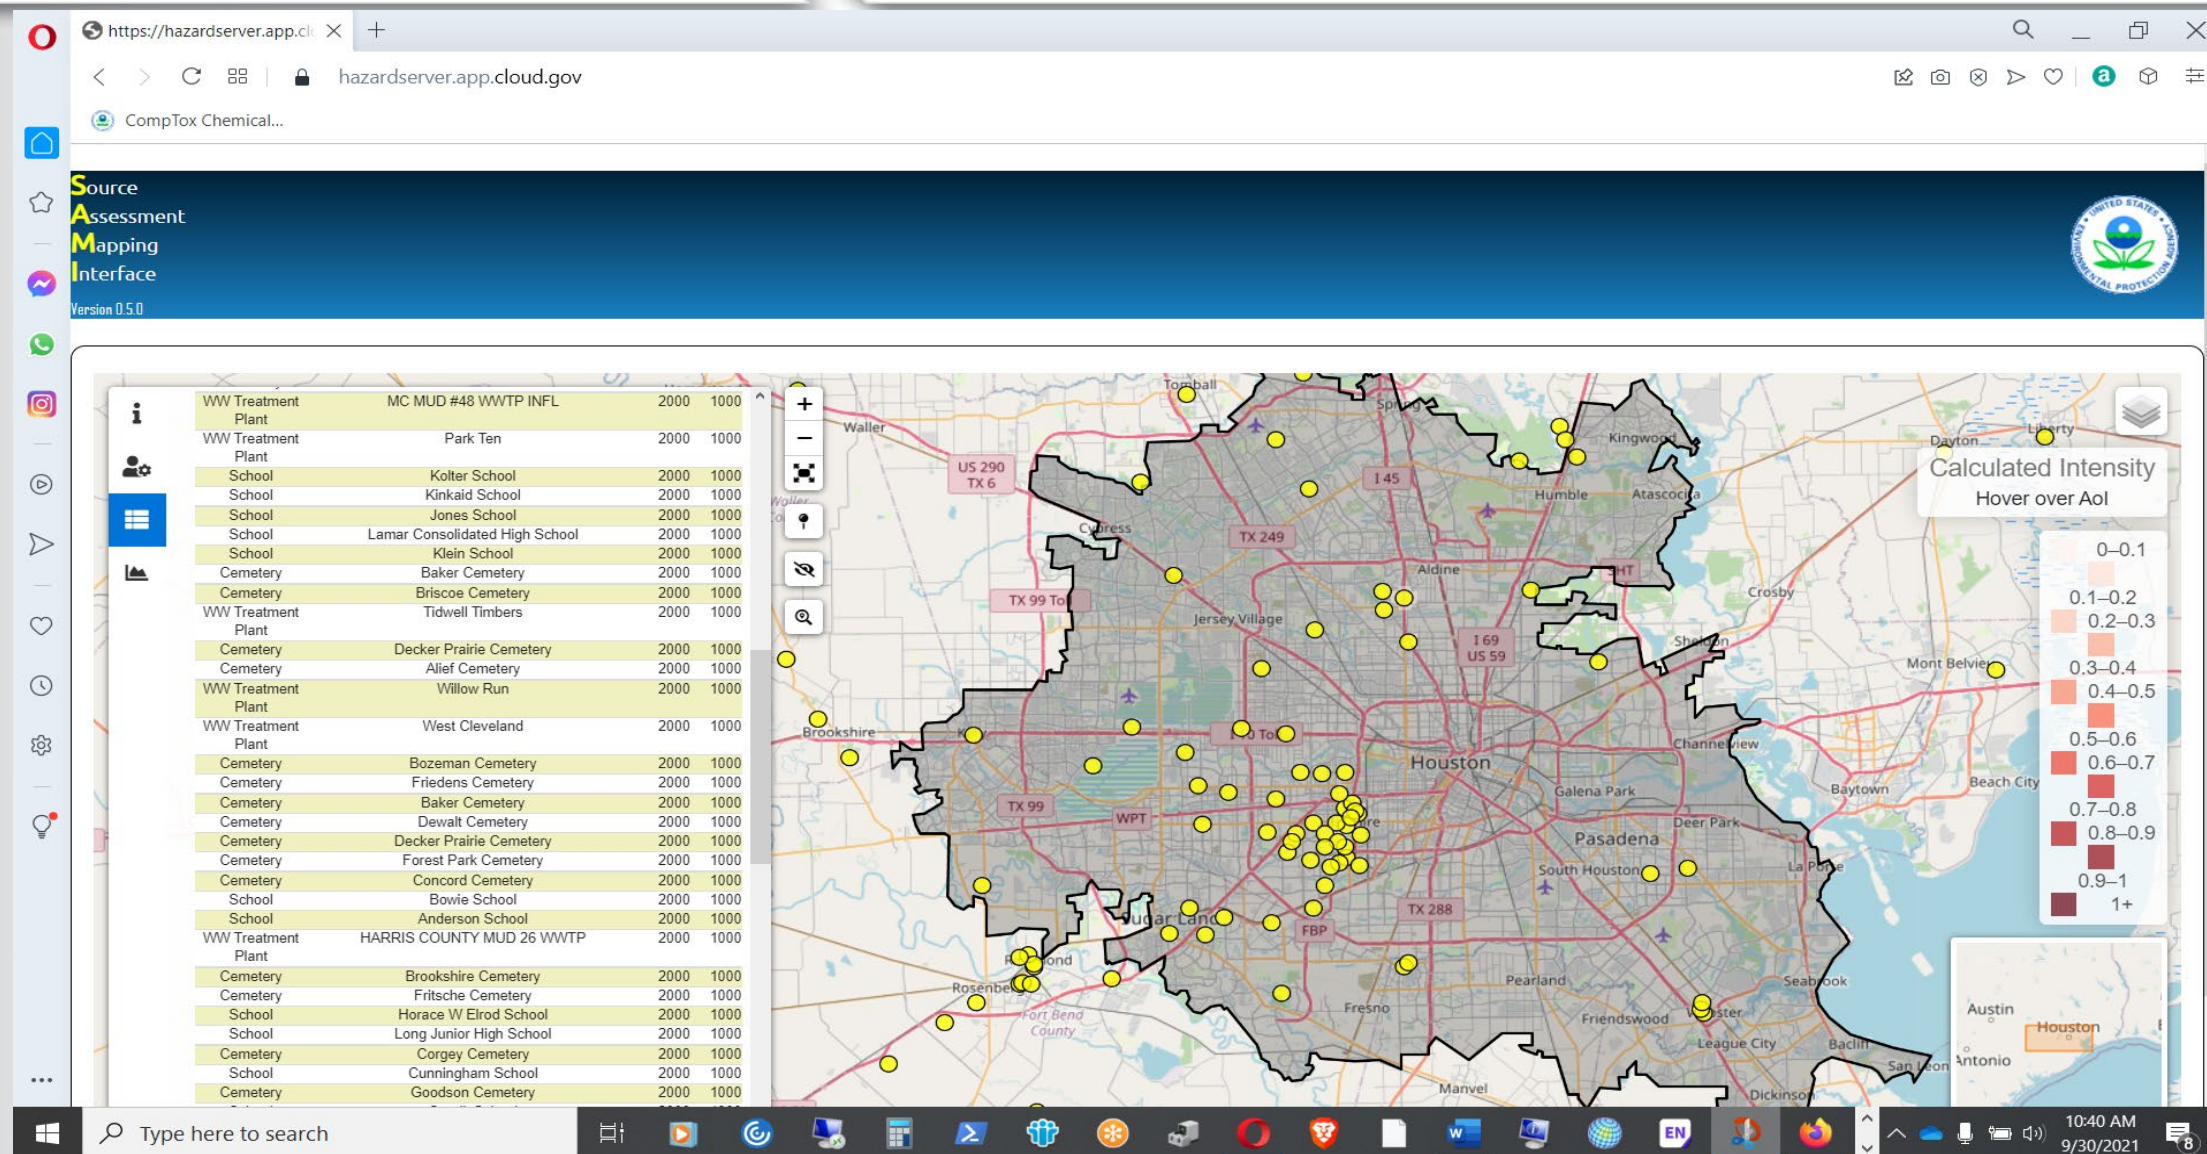 https://hazardserver.app.cl
hazardserver.app.cloud.gov
CompTox Chemical...
Source
Assessment
Mapping
Interface
Version 0.5.0
UNITED STATES
ENVIRONMENTAL PROTECTION AGENCY
WW Treatment Plant MC MUD #48 WWTP INFL 2000 1000
WW Treatment Plant Park Ten 2000 1000
School Kolter School 2000 1000
School Kinkaid School 2000 1000
School Jones School 2000 1000
School Lamar Consolidated High School 2000 1000
School Klein School 2000 1000
Cemetery Baker Cemetery 2000 1000
Cemetery Briscoe Cemetery 2000 1000
WW Treatment Plant Tidwell Timbers 2000 1000
Cemetery Decker Prairie Cemetery 2000 1000
Cemetery Alief Cemetery 2000 1000
WW Treatment Plant Willow Run 2000 1000
WW Treatment Plant West Cleveland 2000 1000
Cemetery Bozeman Cemetery 2000 1000
Cemetery Friedens Cemetery 2000 1000
Cemetery Baker Cemetery 2000 1000
Cemetery Dewalt Cemetery 2000 1000
Cemetery Decker Prairie Cemetery 2000 1000
Cemetery Forest Park Cemetery 2000 1000
Cemetery Concord Cemetery 2000 1000
School Bowie School 2000 1000
School Anderson School 2000 1000
WW Treatment Plant HARRIS COUNTY MUD 26 WWTP 2000 1000
Cemetery Brookshire Cemetery 2000 1000
Cemetery Fritsche Cemetery 2000 1000
School Horace W Elrod School 2000 1000
School Long Junior High School 2000 1000
Cemetery Corgey Cemetery 2000 1000
School Cunningham School 2000 1000
Cemetery Goodson Cemetery 2000 1000
Tomball
Spring
Waller
Kingwood
Dayton
Liberty
US 290
TX 6
I 45
Humble
Atascocita
Waller
Cypress
TX 249
Aldine
SHT
Crosby
TX 99 Tol
Jersey Village
I 69
US 59
Sheldon
Mont Belvieu
Brookshire
Katy
Channelview
Houston
Beach City
Galena Park
Baytown
TX 99
WPT
Deer Park
Pasadena
South Houston
La Porte
Sugar Land
TX 288
FBP
Rosenberg
Pearland
Seabrook
Fort Bend
County
Fresno
Friendswood
Webster
League City
Bacliff
San Leon
Manvel
Dickinson
Calculated Intensity
Hover over AoI
0–0.1
0.1–0.2
0.2–0.3
0.3–0.4
0.4–0.5
0.5–0.6
0.6–0.7
0.7–0.8
0.8–0.9
0.9–1
1+
Austin
Houston
Antonio
Type here to search
EN
10:40 AM
9/30/2021
8